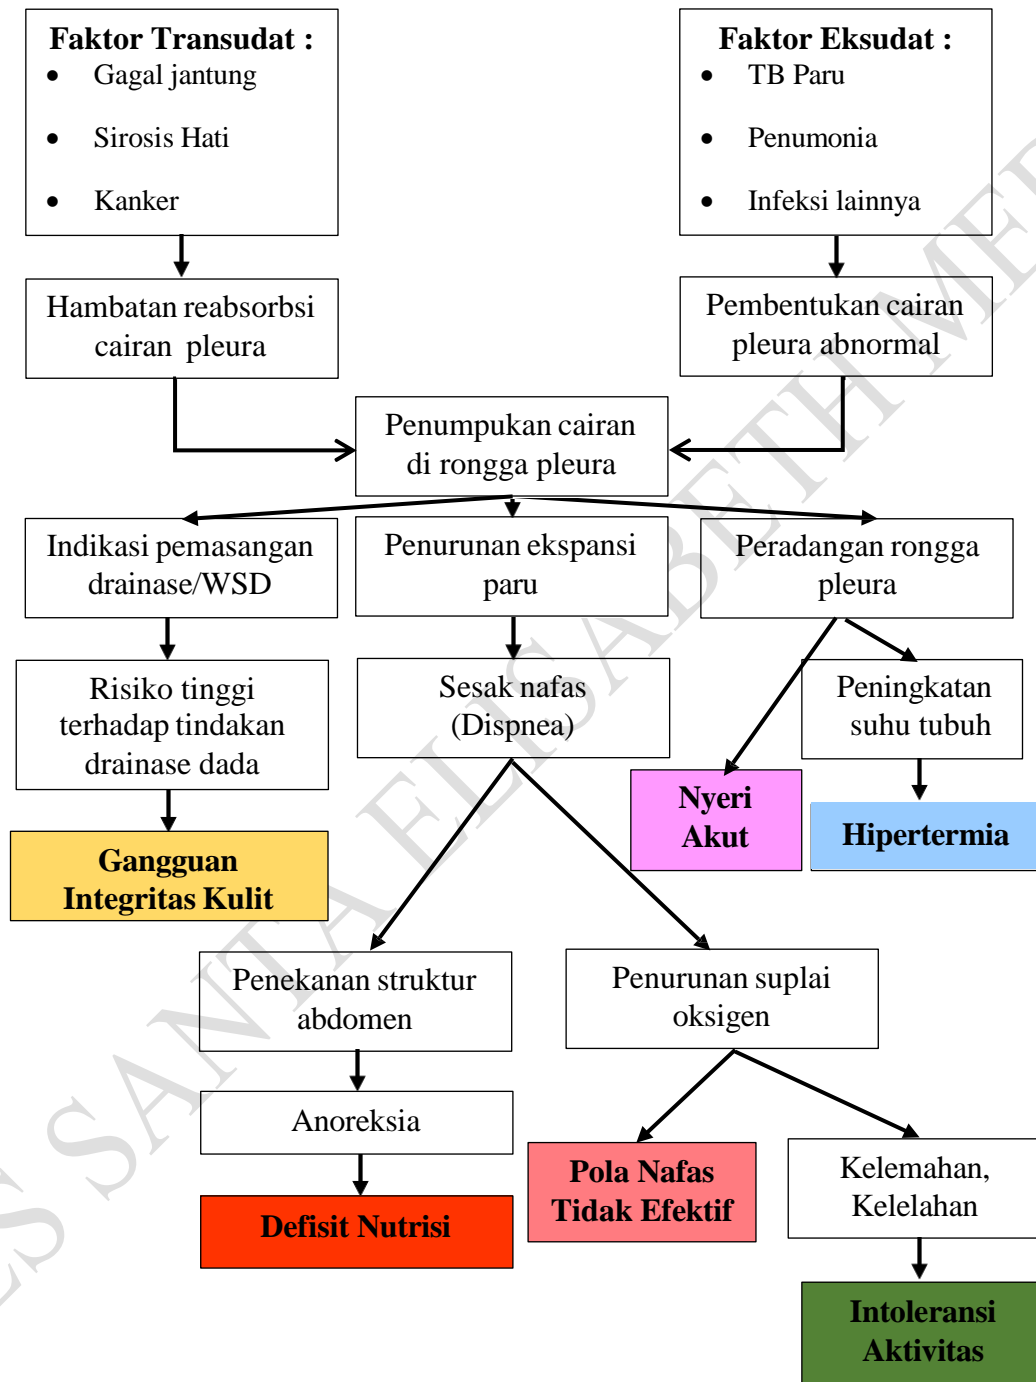 Faktor Transudat :
• Gagal jantung
• Sirosis Hati
• Kanker
Faktor Eksudat :
• TB Paru
• Penumonia
• Infeksi lainnya
Hambatan reabsorbsi
cairan pleura
Pembentukan cairan
pleura abnormal
Penumpukan cairan
di rongga pleura
Indikasi pemasangan
drainase/WSD
Penurunan ekspansi
paru
Peradangan rongga
pleura
Risiko tinggi
terhadap tindakan
drainase dada
Sesak nafas
(Dispnea)
Peningkatan
suhu tubuh
Nyeri
Akut
Hipertermia
Gangguan
Integritas Kulit
Penekanan struktur
abdomen
Penurunan suplai
oksigen
Anoreksia
Pola Nafas
Tidak Efektif
Kelemahan,
Kelelahan
Defisit Nutrisi
Intoleransi
Aktivitas
SANTA ELISABETH